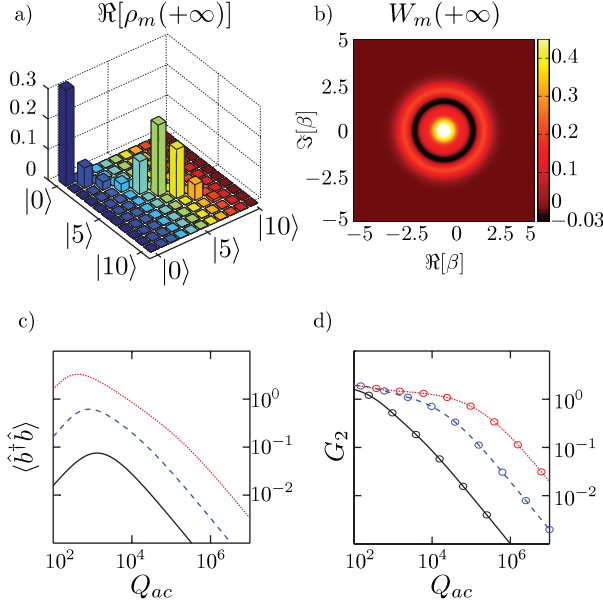 a) ℜ[ρ_m(+∞)]
b) W_m(+∞)
0.3
0.2
0.1
0
|0⟩
|5⟩
|10⟩
|0⟩
|5⟩
|10⟩
5
2.5
0
−2.5
−5
ℑ[β]
−5 −2.5 0 2.5 5
ℜ[β]
0.4
0.3
0.2
0.1
0
−0.03
c)
⟨b̂†b̂⟩
10^0
10^-1
10^-2
10^2 10^4 10^6
Q_ac
d)
G_2
10^0
10^-1
10^-2
10^2 10^4 10^6
Q_ac